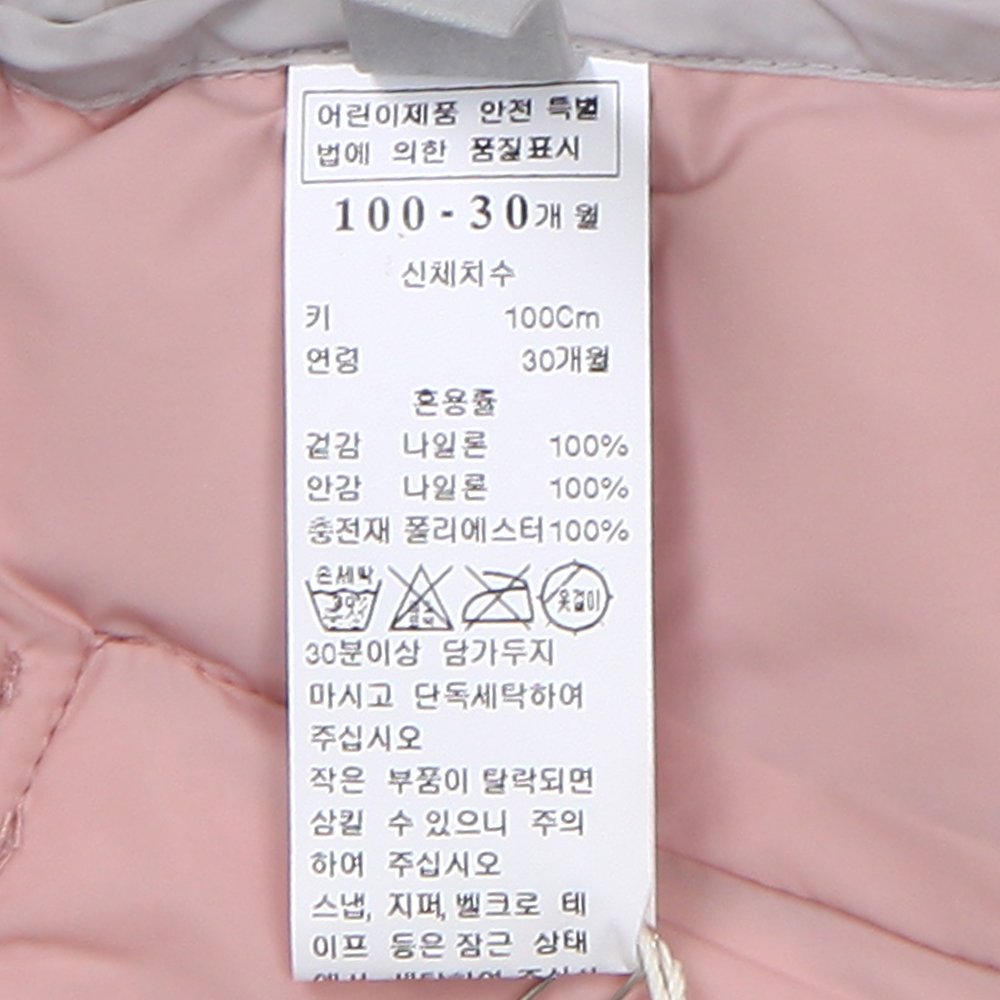 어린이제품 안전 특별
법에 의한 품질표시
100-30개월
신체치수
키 100Cm
연령 30개월
혼용률
겉감 나일론 100%
안감 나일론 100%
충전재 폴리에스터100%
손세탁
30
옷걸이
30분이상 담가두지
마시고 단독세탁하여
주십시오
작은 부품이 탈락되면
삼킬 수 있으니 주의
하여 주십시오
스냅, 지퍼, 벨크로 테
이프 등은 잠근 상태